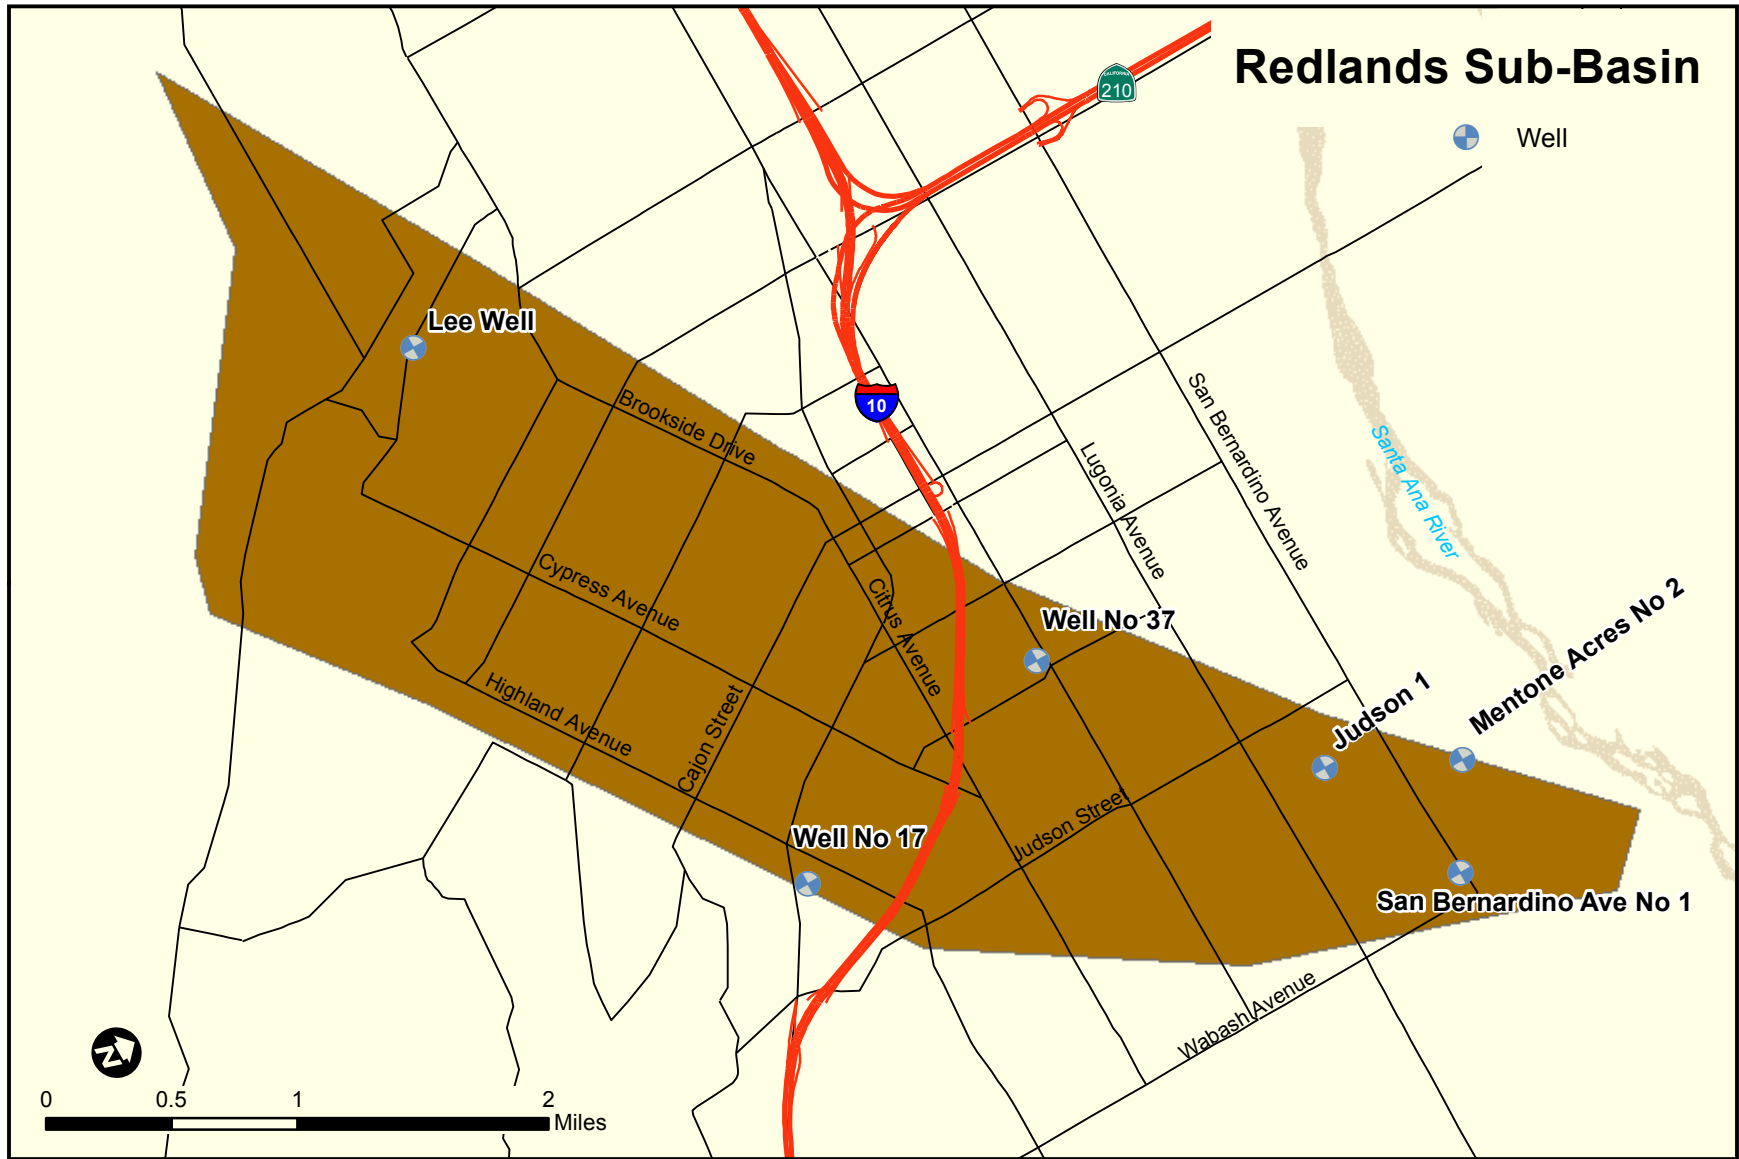 Redlands Sub-Basin
CALIFORNIA
210
Well
Lee Well
10
Brookside Drive
San Bernardino Avenue
Lugonia Avenue
Santa Ana River
Cypress Avenue
Citrus Avenue
Well No 37
Mentone Acres No 2
Judson 1
Highland Avenue
Cajon Street
Judson Street
Well No 17
San Bernardino Ave No 1
Wabash Avenue
N
0 0.5 1 2
Miles